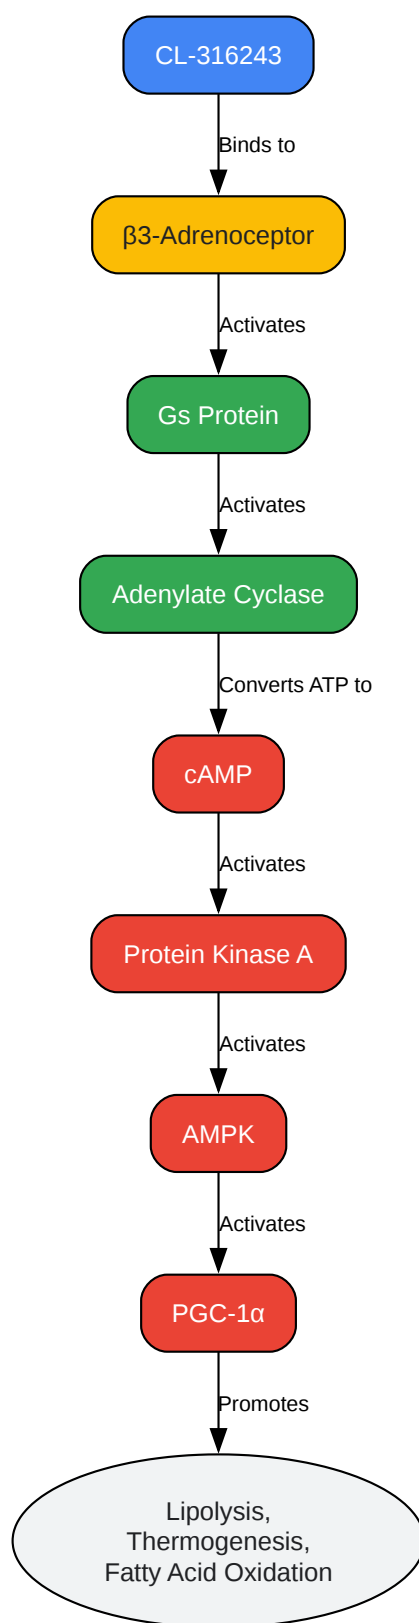 CL-316243
Binds to
β3-Adrenoceptor
Activates
Gs Protein
Activates
Adenylate Cyclase
Converts ATP to
cAMP
Activates
Protein Kinase A
Activates
AMPK
Activates
PGC-1α
Promotes
Lipolysis,
Thermogenesis,
Fatty Acid Oxidation